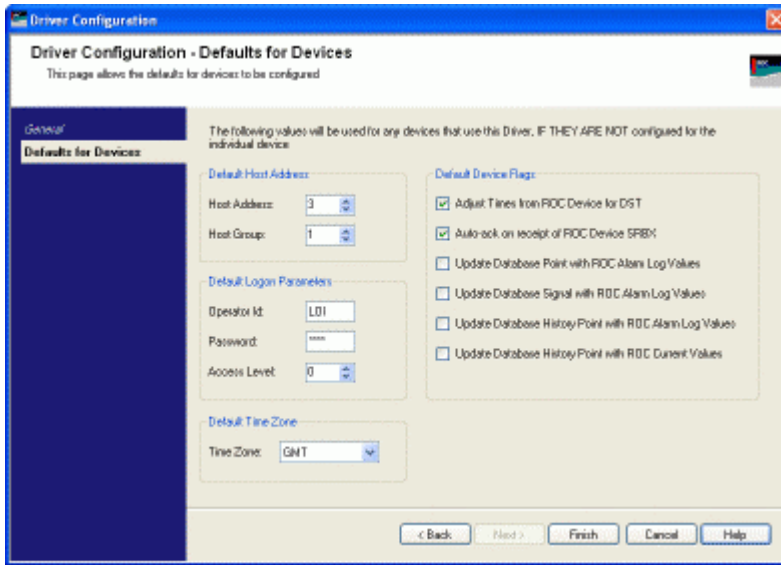 Driver Configuration
Driver Configuration - Defaults for Devices
This page allows the defaults for devices to be configured
ROC
General
Defaults for Devices
The following values will be used for any devices that use this Driver, IF THEY ARE NOT configured for the
individual device
Default Host Address
Host Address: 3
Host Group: 1
Default Logon Parameters
Operator Id: LOI
Password: ****
Access Level: 0
Default Time Zone
Time Zone: GMT
Default Device Flags
Adjust Times from ROC Device for DST
Auto-ack on receipt of ROC Device SRBX
Update Database Point with ROC Alarm Log Values
Update Database Signal with ROC Alarm Log Values
Update Database History Point with ROC Alarm Log Values
Update Database History Point with ROC Current Values
< Back Next > Finish Cancel Help